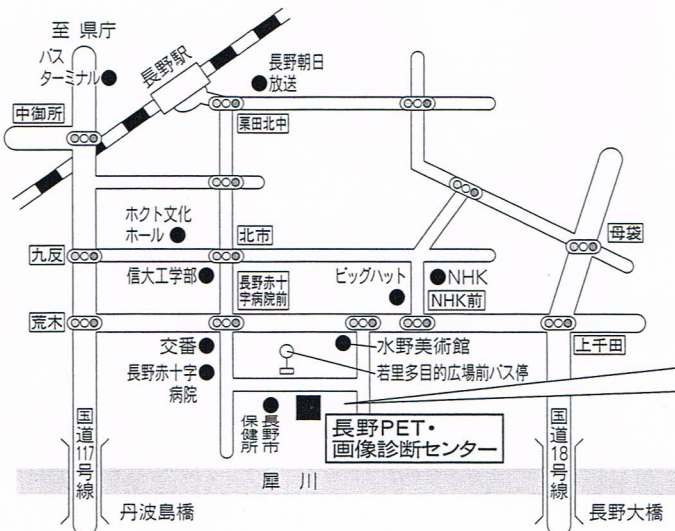 至 県庁
バス
ターミナル
長野駅
長野朝日
放送
中御所
栗田北中
ホクト文化
ホール
北市
母袋
九反
信大工学部
長野赤十
字病院前
ビッグハット
NHK
NHK前
荒木
交番
水野美術館
上千田
長野赤十字
病院
若里多目的広場前バス停
長野市
保健所
長野PET・
画像診断センター
国道117号線
国道18号線
犀川
丹波島橋
長野大橋